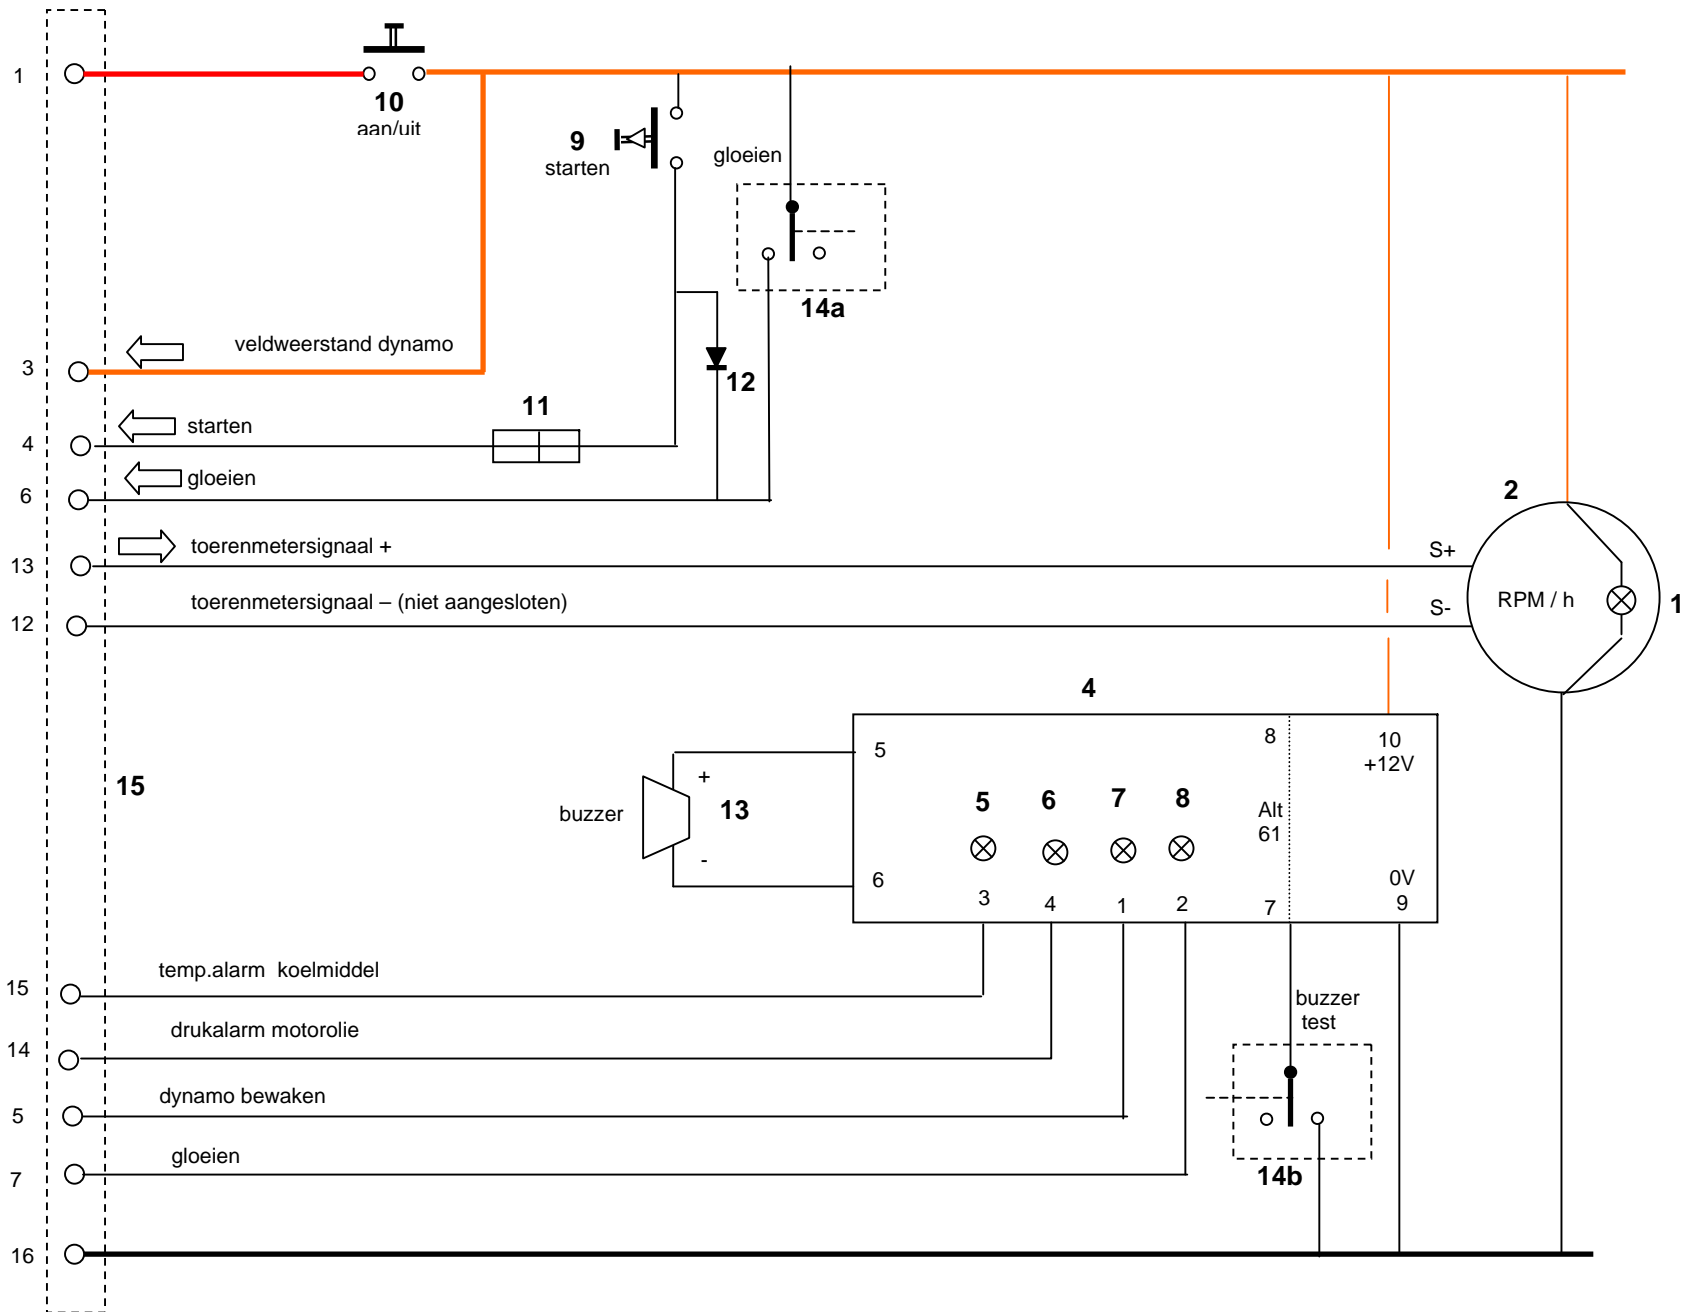 1
10
aan/uit
9
starten
gloeien
14a
3
veldweerstand dynamo
12
11
4
starten
6
gloeien
2
13
toerenmetersignaal +
S+
12
toerenmetersignaal – (niet aangesloten)
S-
RPM / h
1
4
15
buzzer
+
-
13
5
6
5
6
7
8
3
4
1
2
8
Alt
61
7
10
+12V
0V
9
15
temp.alarm koelmiddel
14
drukalarm motorolie
buzzer
test
5
dynamo bewaken
7
gloeien
14b
16